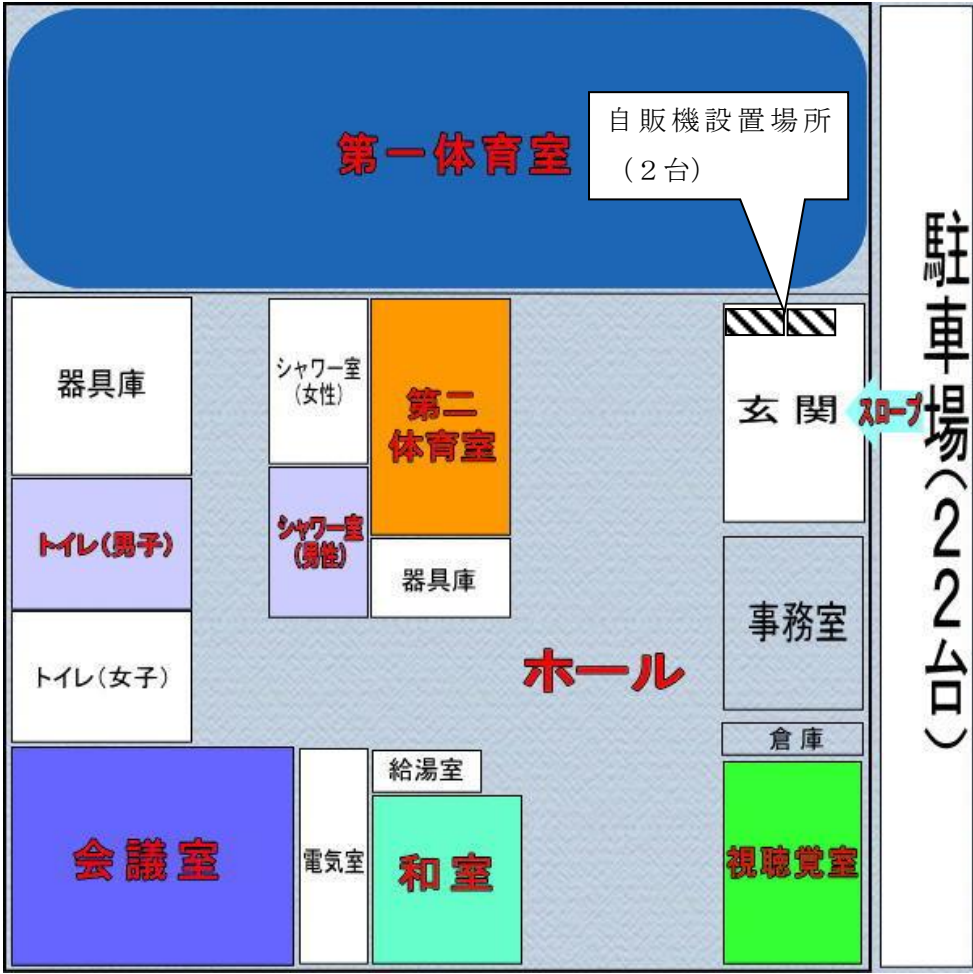 第一体育室
自販機設置場所
（２台）
駐車場（２２台）
器具庫
シャワー室
（女性）
第二
体育室
玄関
スロープ
トイレ（男子）
シャワー室
（男性）
器具庫
事務室
トイレ（女子）
ホール
倉庫
給湯室
会議室
電気室
和室
視聴覚室